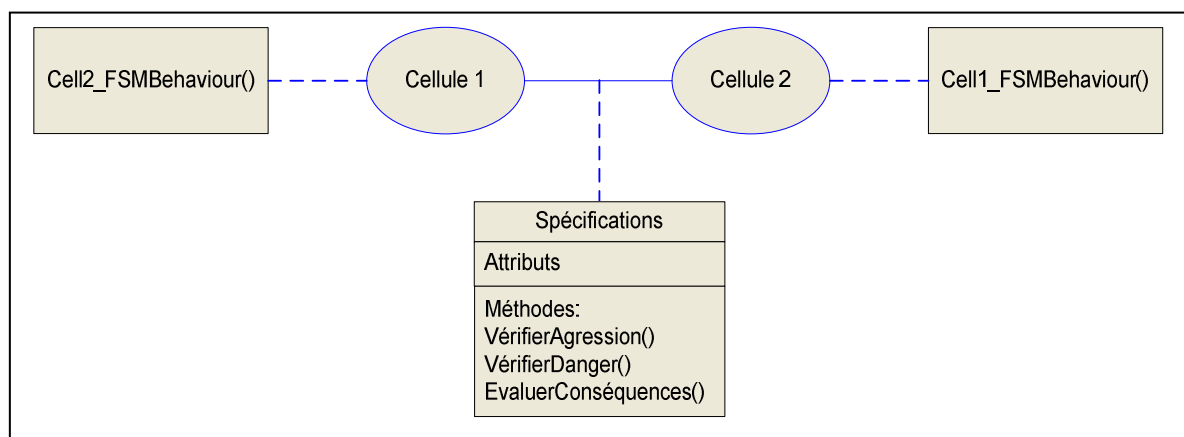 Cell2_FSMBehaviour()
Cellule 1
Cellule 2
Cell1_FSMBehaviour()
Spécifications
Attributs
Méthodes:
VérifierAgression()
VérifierDanger()
EvaluerConséquences()